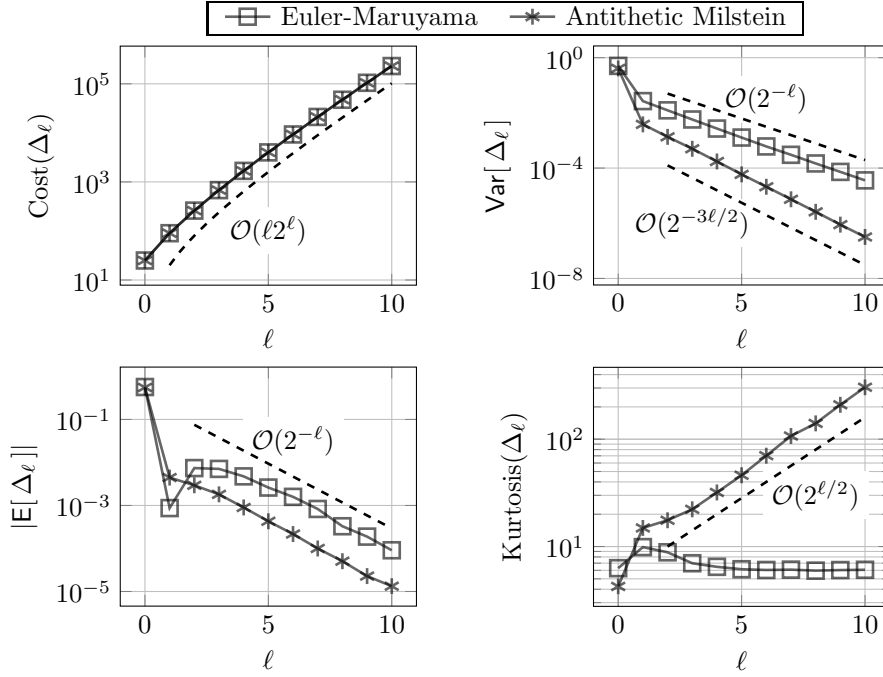 Euler-Maruyama Antithetic Milstein
10^5
10^3
10^1
Cost(Δ_ℓ)
O(ℓ2^ℓ)
0 5 10
ℓ
10^0
10^−4
10^−8
Var[Δ_ℓ]
O(2^−ℓ)
O(2^−3ℓ/2)
0 5 10
ℓ
10^−1
10^−3
10^−5
|E[Δ_ℓ]|
O(2^−ℓ)
0 5 10
ℓ
10^2
10^1
Kurtosis(Δ_ℓ)
O(2^ℓ/2)
0 5 10
ℓ